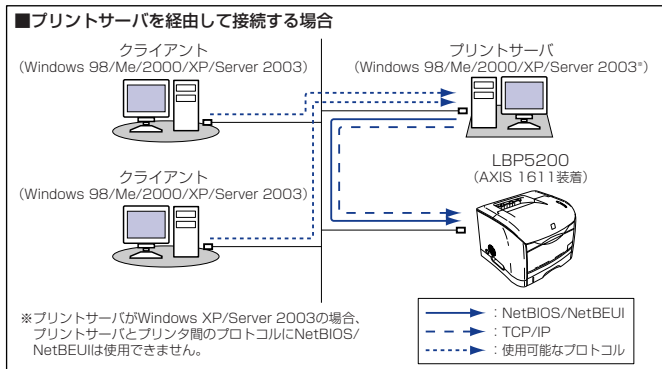 ■プリントサーバを経由して接続する場合
クライアント
(Windows 98/Me/2000/XP/Server 2003)
プリントサーバ
(Windows 98/Me/2000/XP/Server 2003※)
LBP5200
(AXIS 1611装着)
クライアント
(Windows 98/Me/2000/XP/Server 2003)
※プリントサーバがWindows XP/Server 2003の場合、
プリントサーバとプリンタ間のプロトコルにNetBIOS/
NetBEUIは使用できません。
：NetBIOS/NetBEUI
：TCP/IP
：使用可能なプロトコル